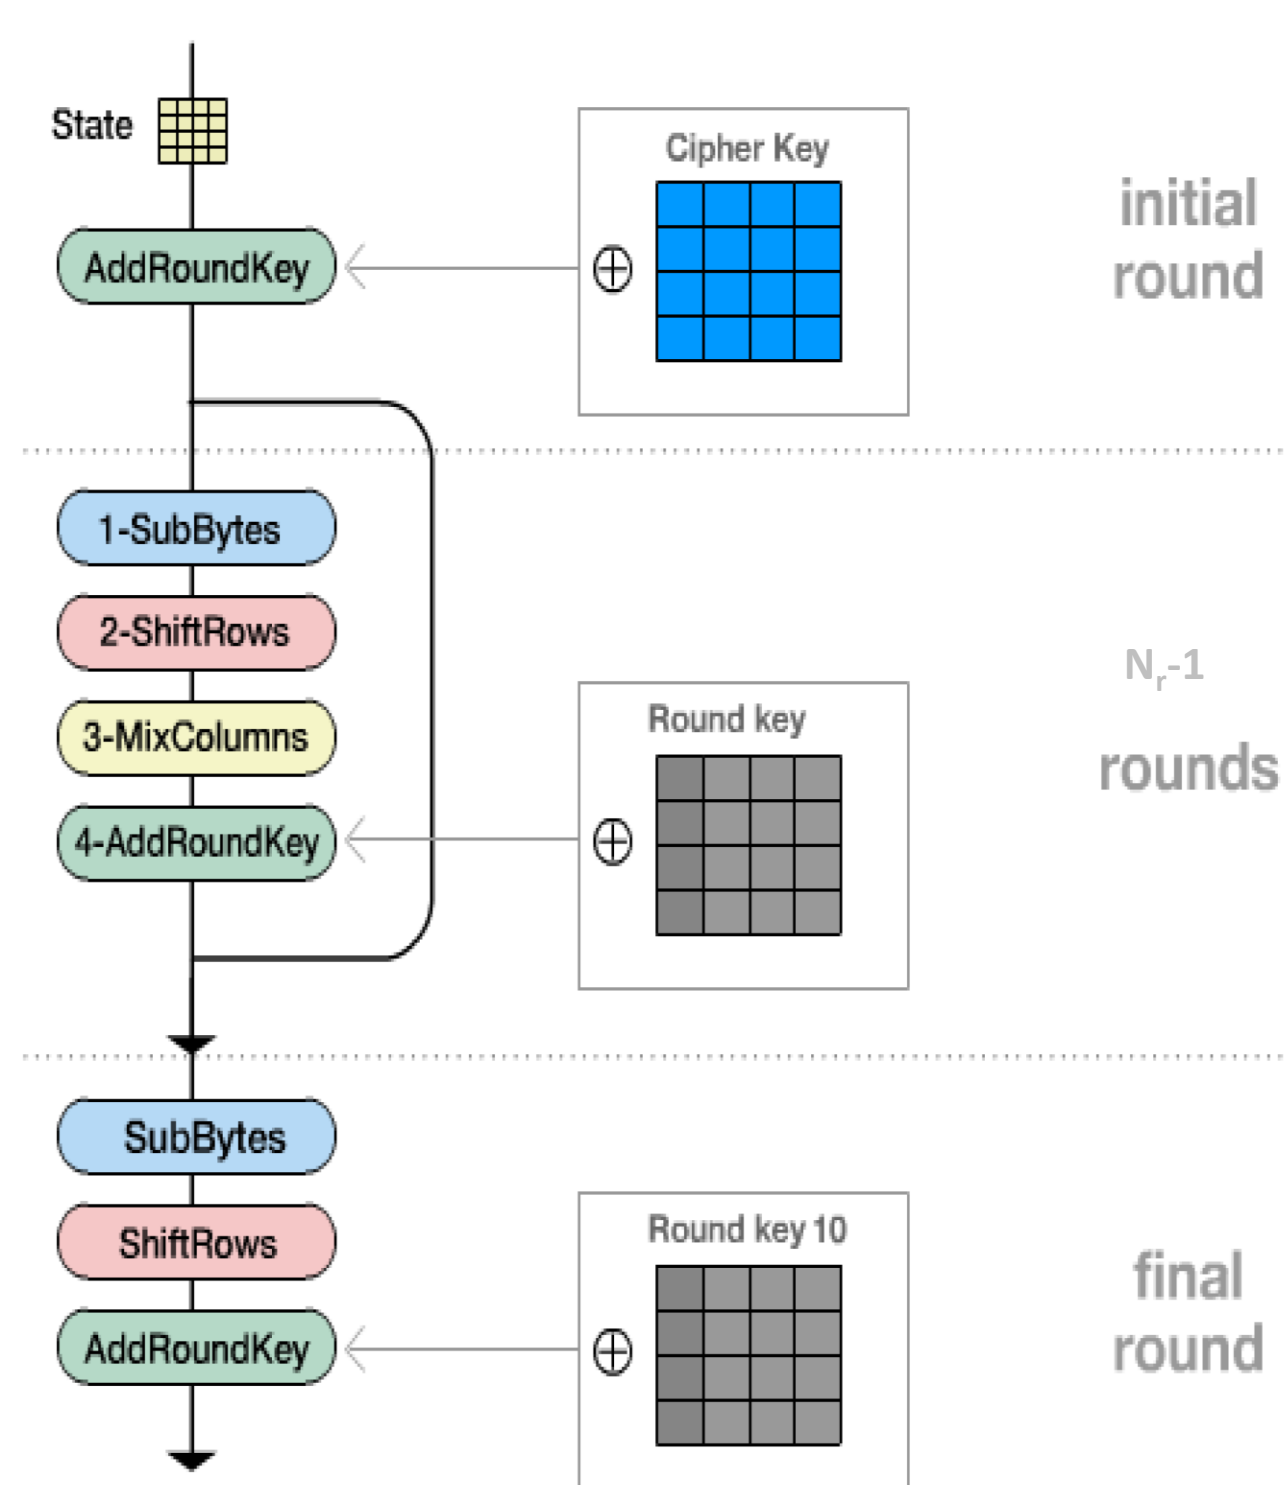 State
Cipher Key
initial
round
AddRoundKey
1-SubBytes
2-ShiftRows
3-MixColumns
4-AddRoundKey
Round key
Nr-1
rounds
SubBytes
ShiftRows
AddRoundKey
Round key 10
final
round